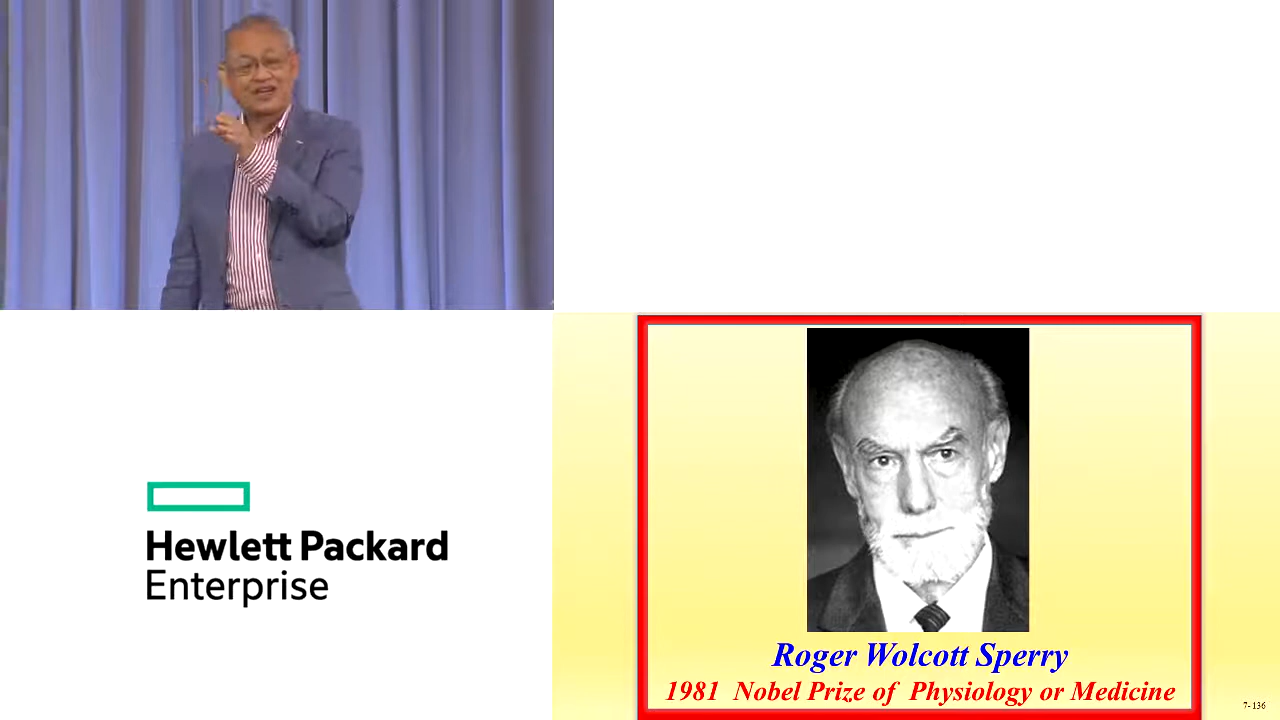 Hewlett Packard
Enterprise
Roger Wolcott Sperry
1981 Nobel Prize of Physiology or Medicine
7-136